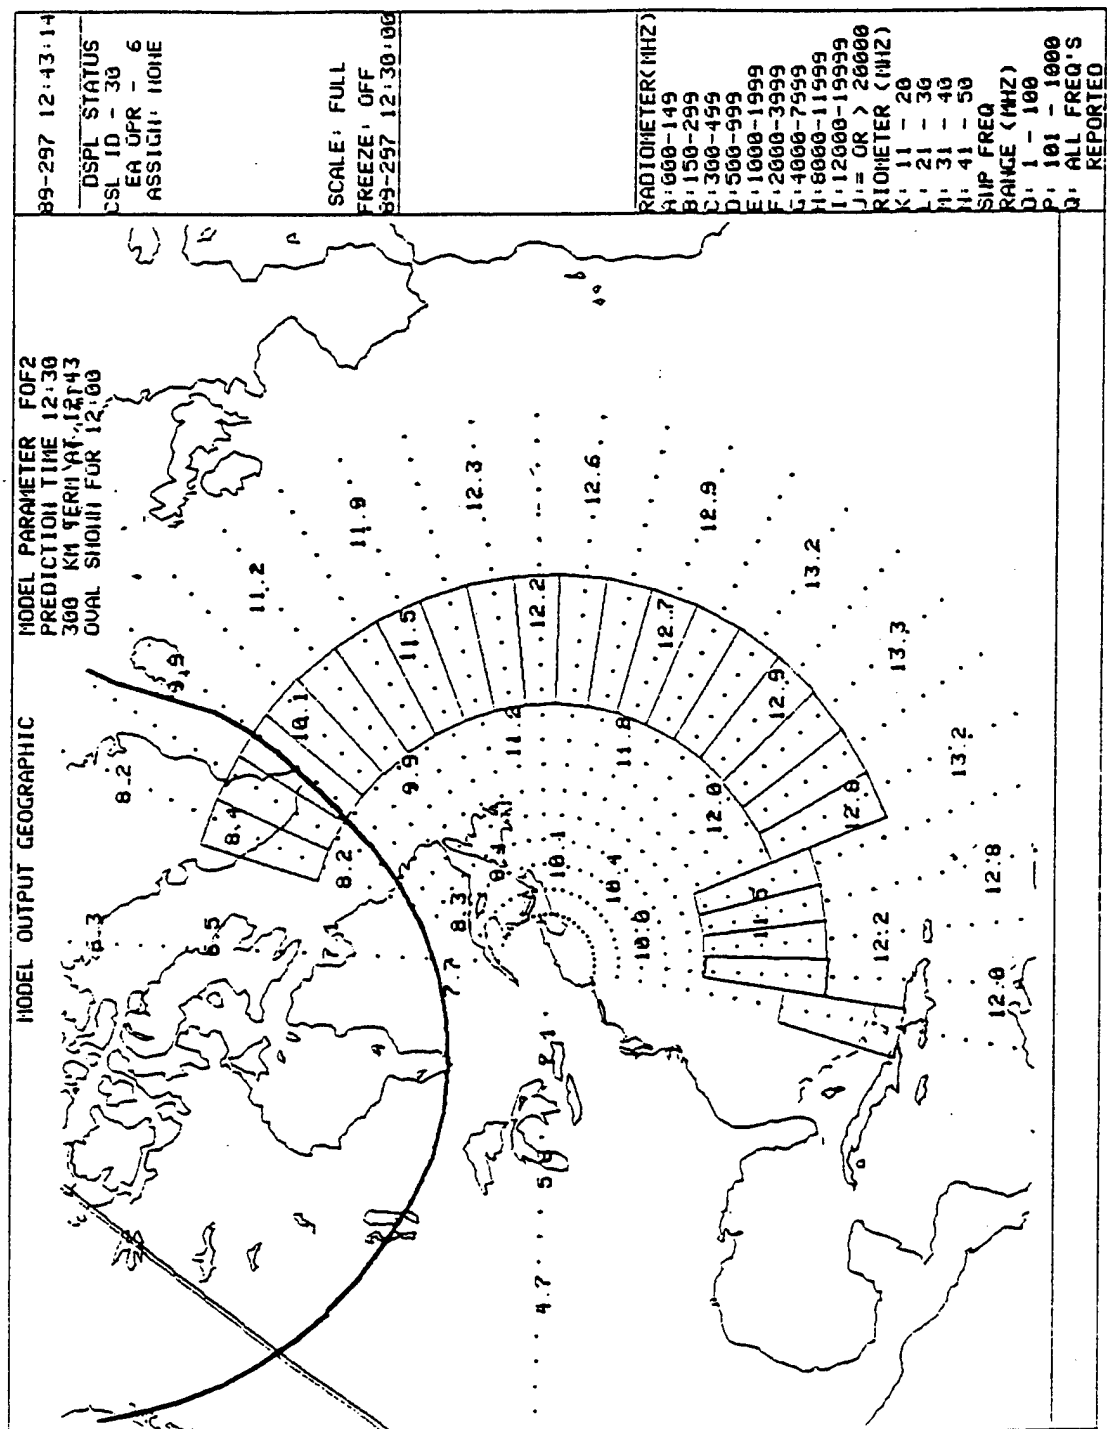 MODEL OUTPUT GEOGRAPHIC
MODEL PARAMETER FOF2
PREDICTION TIME 12:30
300 KM TERM AT 12:43
OVAL SHOWN FOR 12:00
89-297 12:43:14
DSPL STATUS
CSL ID - 30
EA OPR - 6
ASSIGN: NONE
SCALE: FULL
FREEZE: OFF
89-297 12:30:00
RADIOMETER(MHZ)
A:000-149
B:150-299
C:300-499
D:500-999
E:1000-1999
F:2000-3999
G:4000-7999
H:8000-11999
I:12000-19999
J:= OR > 20000
RIOMETER (MHZ)
K: 11 - 20
L: 21 - 30
M: 31 - 40
N: 41 - 50
SWP FREQ
RANGE (MHZ)
O: 1 - 100
P: 101 - 1000
Q: ALL FREQ'S
REPORTED
8.2
9.9
11.2
11.9
12.3
12.6
12.9
13.2
13.3
13.2
12.8
12.0
8.4
10.1
11.5
12.2
12.7
12.9
12.8
12.2
6.5
8.2
9.9
11.2
11.8
12.0
11.5
7.1
7.7
8.3
10.1
10.4
10.0
4.7